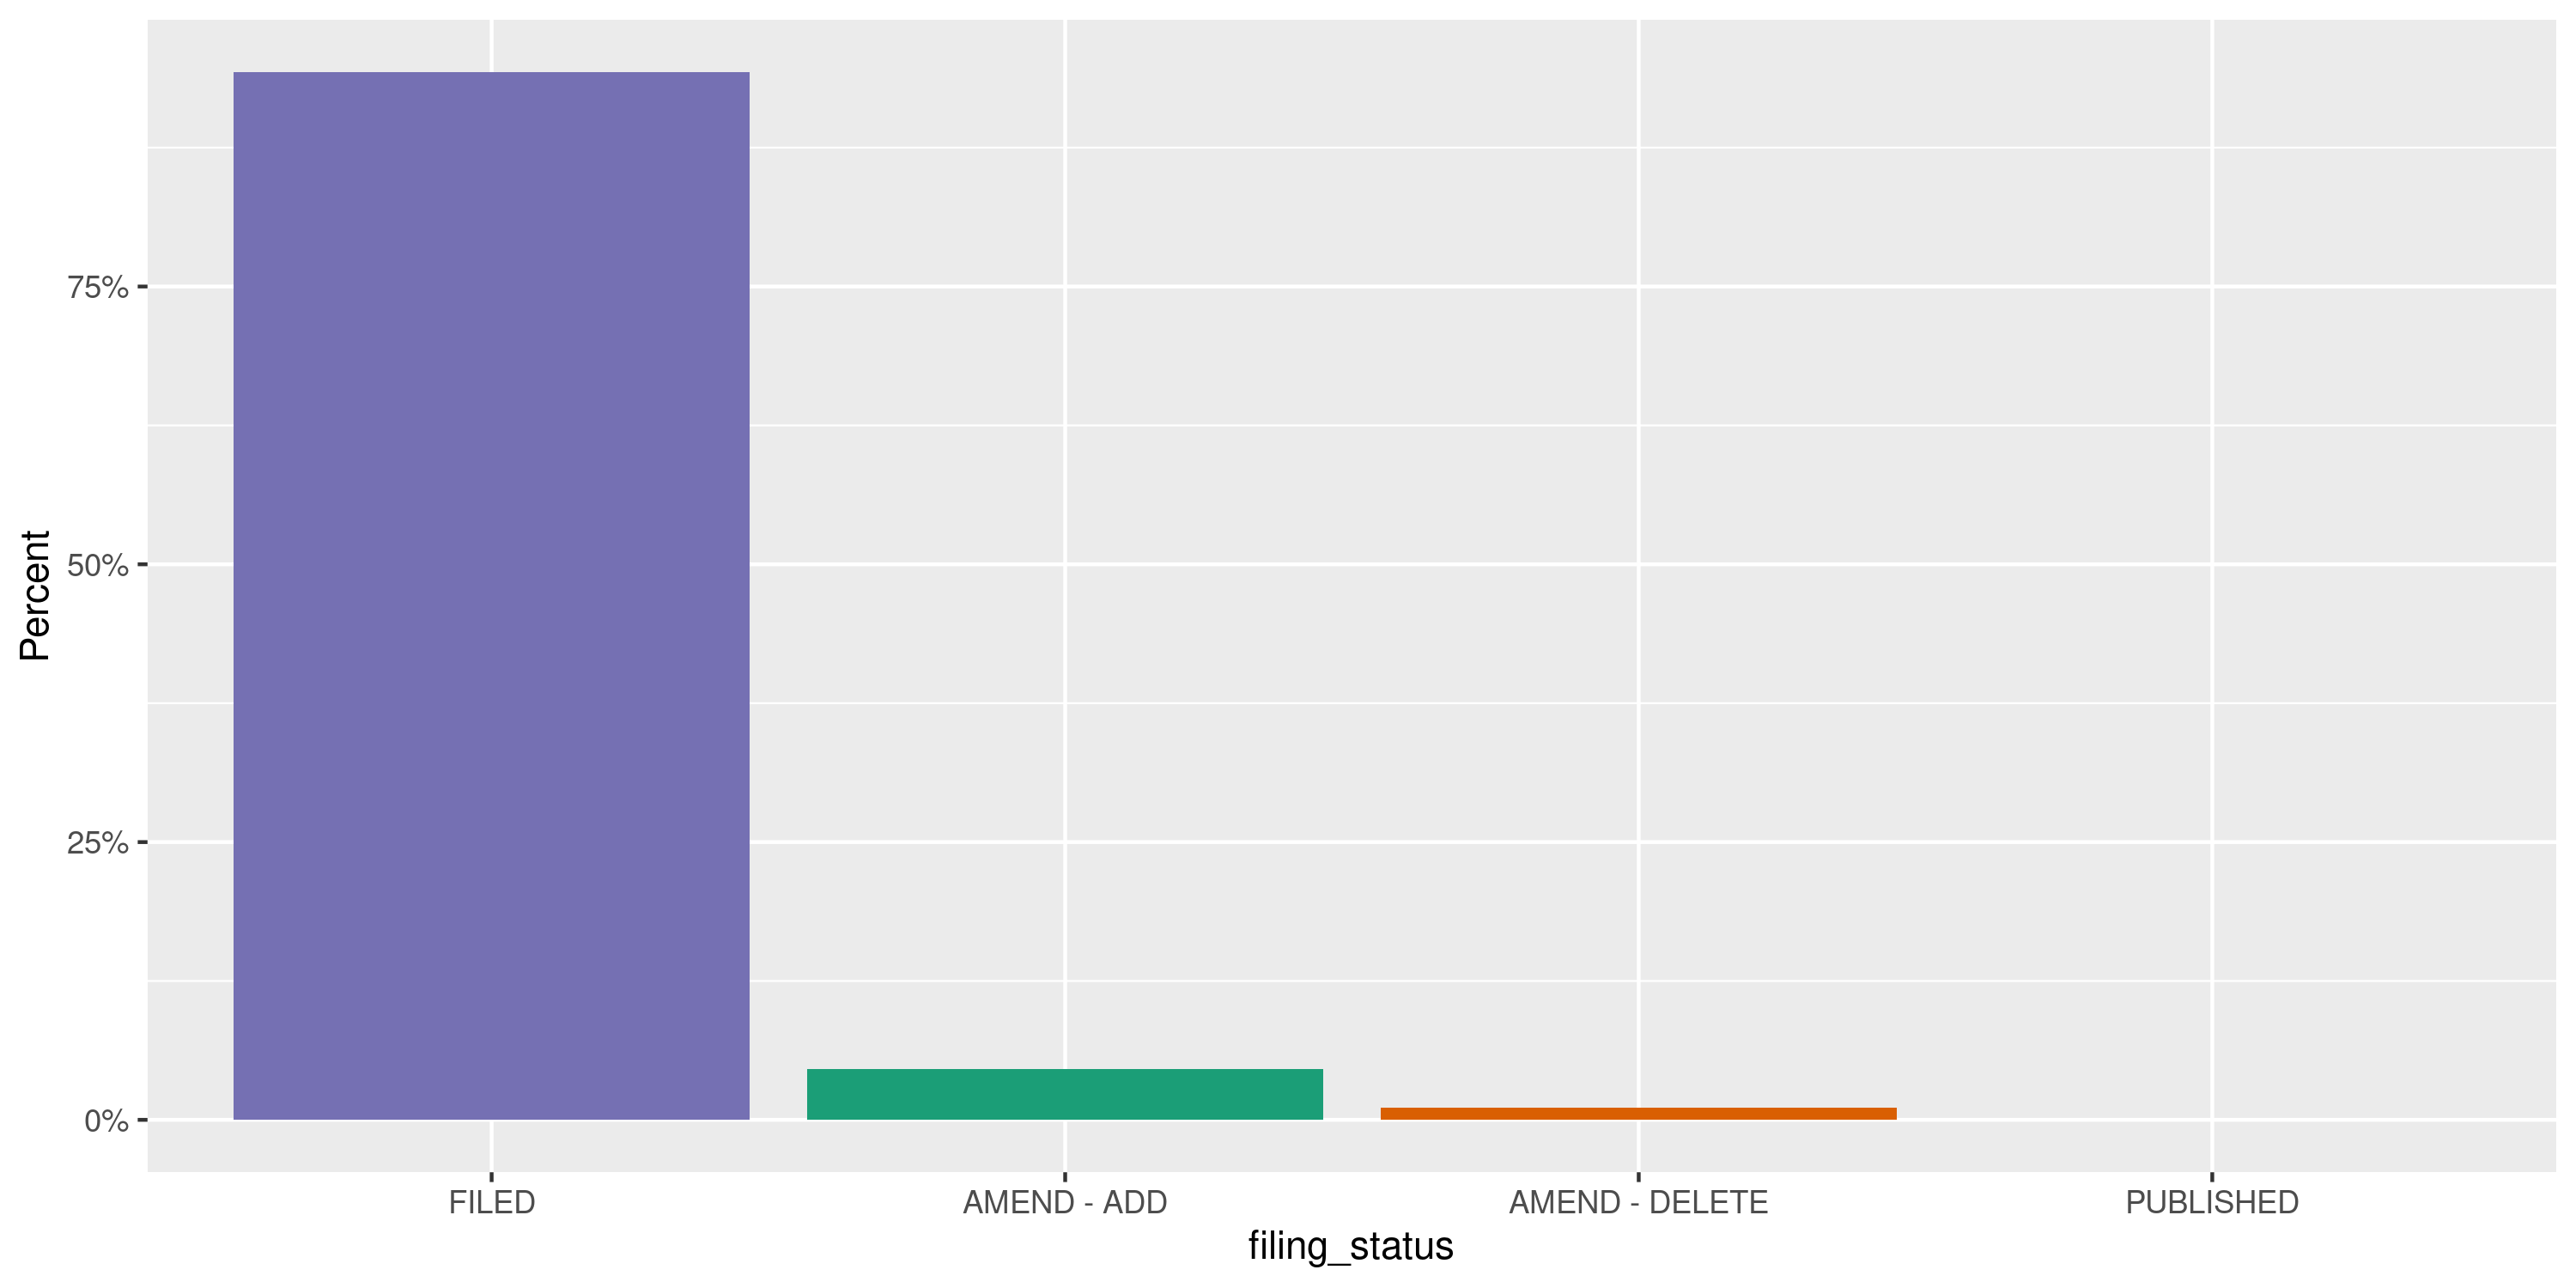 Percent
75%
50%
25%
0%
FILED
AMEND - ADD
AMEND - DELETE
PUBLISHED
filing_status